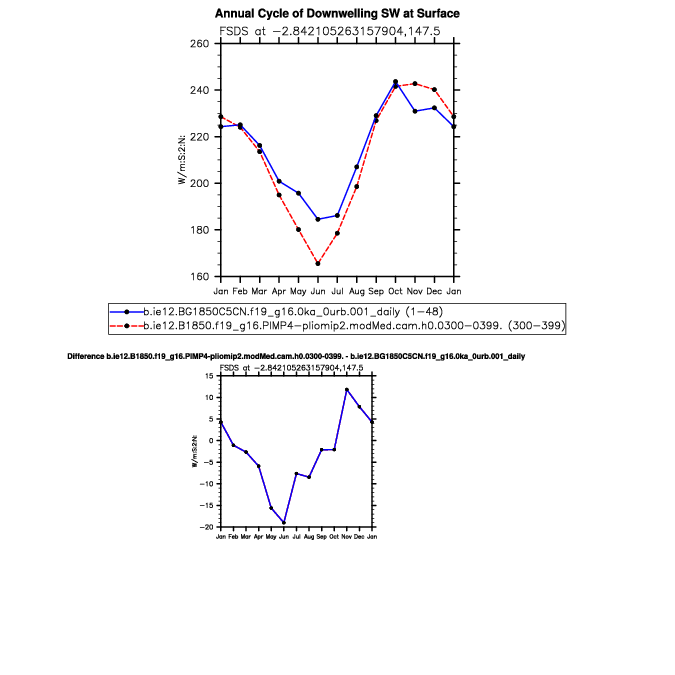 Annual Cycle of Downwelling SW at Surface
FSDS at −2.842105263157904,147.5
260
240
220
200
180
160
W/m:S:2:N:
Jan Feb Mar Apr May Jun Jul Aug Sep Oct Nov Dec Jan
b.ie12.BG1850C5CN.f19_g16.0ka_0urb.001_daily (1−48)
b.ie12.B1850.f19_g16.PIMP4−pliomip2.modMed.cam.h0.0300−0399. (300−399)
Difference b.ie12.B1850.f19_g16.PIMP4-pliomip2.modMed.cam.h0.0300-0399. - b.ie12.BG1850C5CN.f19_g16.0ka_0urb.001_daily
FSDS at −2.842105263157904,147.5
15
10
5
0
−5
−10
−15
−20
W/m:S:2:N:
Jan Feb Mar Apr May Jun Jul Aug Sep Oct Nov Dec Jan